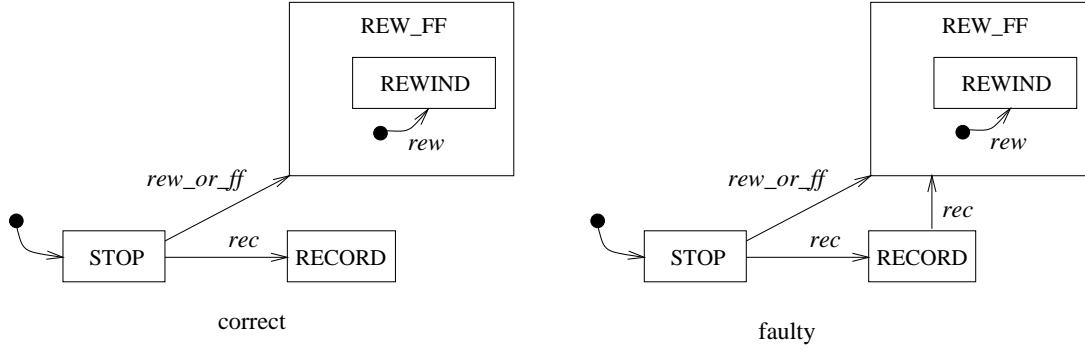 REW_FF
REWIND
rew
rew_or_ff
rec
STOP
RECORD
correct
REW_FF
REWIND
rew
rew_or_ff
rec
rec
STOP
RECORD
faulty